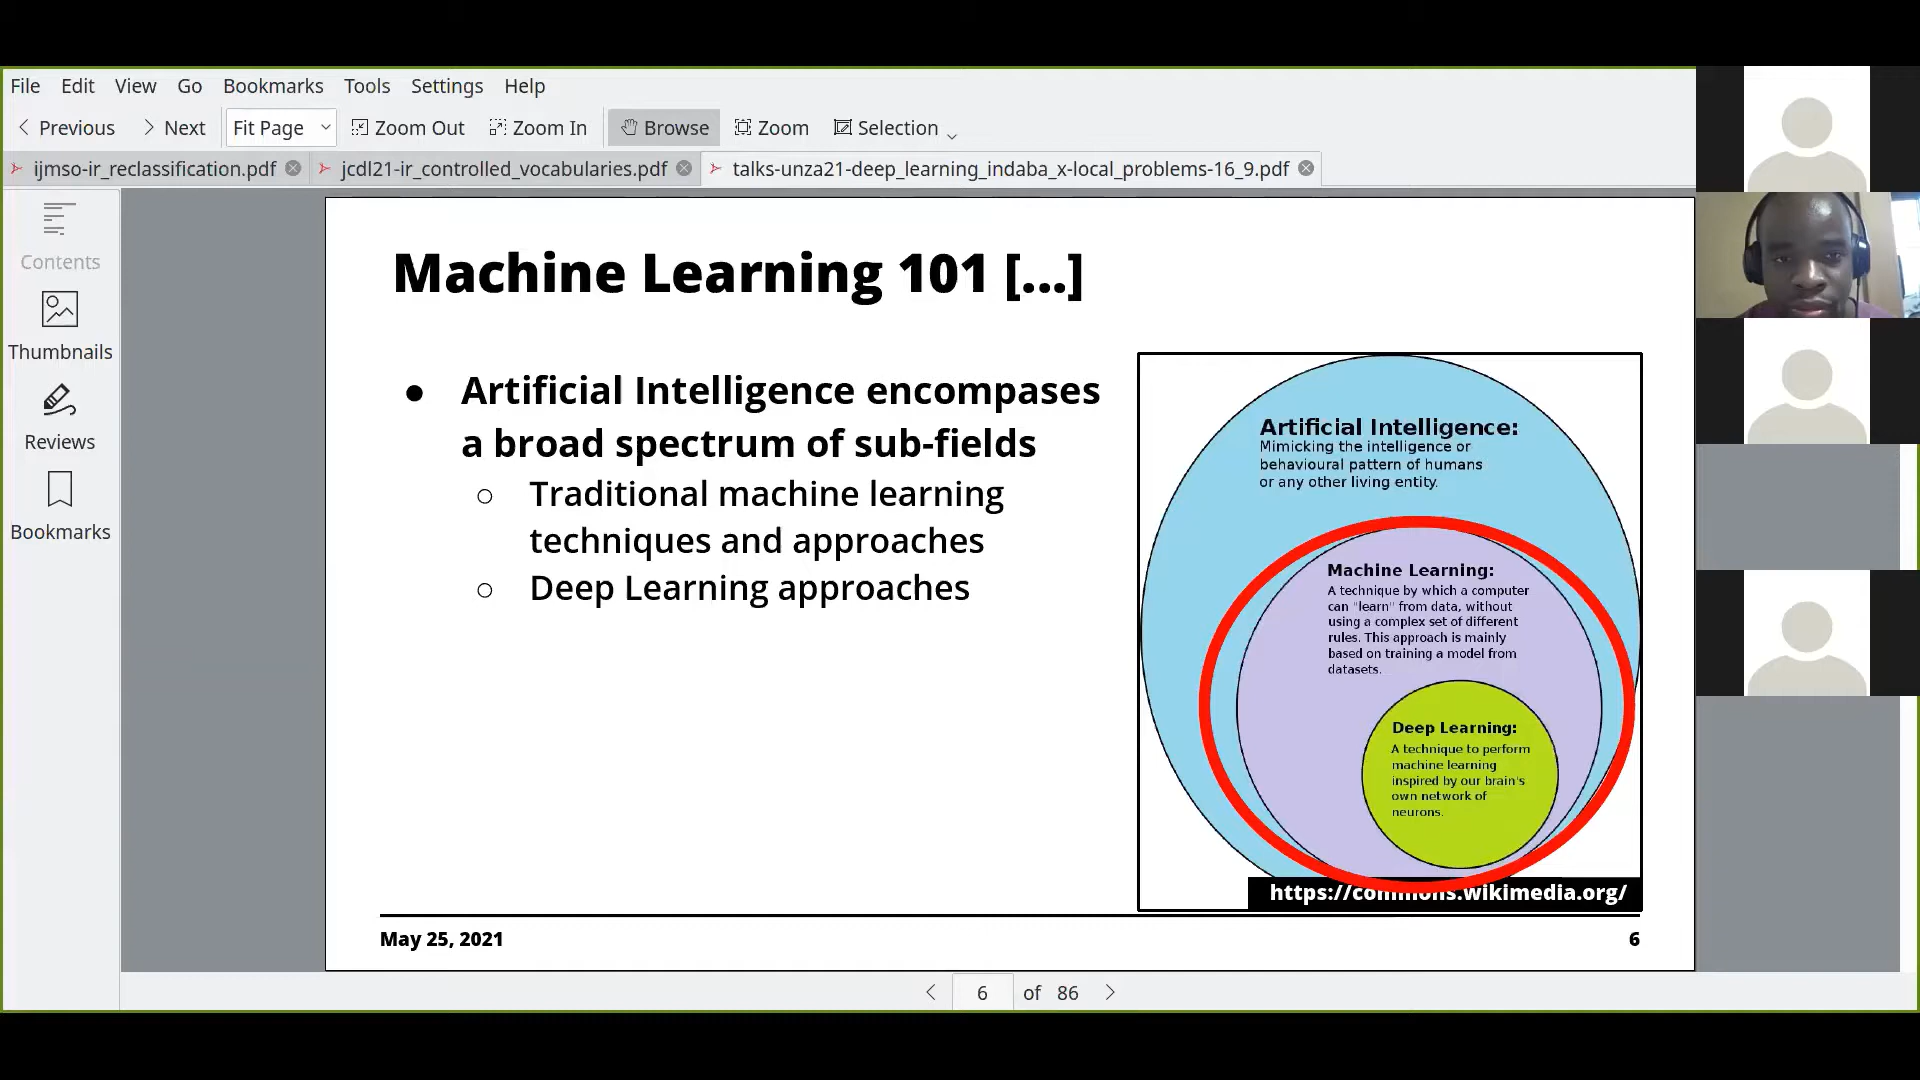 File Edit View Go Bookmarks Tools Settings Help
Previous Next Fit Page Zoom Out Zoom In Browse Zoom Selection
ijmso-ir_reclassification.pdf jcdl21-ir_controlled_vocabularies.pdf talks-unza21-deep_learning_indaba_x-local_problems-16_9.pdf
Contents
Thumbnails
Reviews
Bookmarks
Machine Learning 101 [...]
● Artificial Intelligence encompases
a broad spectrum of sub-fields
○ Traditional machine learning
techniques and approaches
○ Deep Learning approaches
Artificial Intelligence:
Mimicking the intelligence or
behavioural pattern of humans
or any other living entity.
Machine Learning:
A technique by which a computer
can "learn" from data, without
using a complex set of different
rules. This approach is mainly
based on training a model from
datasets.
Deep Learning:
A technique to perform
machine learning
inspired by our brain's
own network of
neurons.
https://commons.wikimedia.org/
May 25, 2021 6
6 of 86